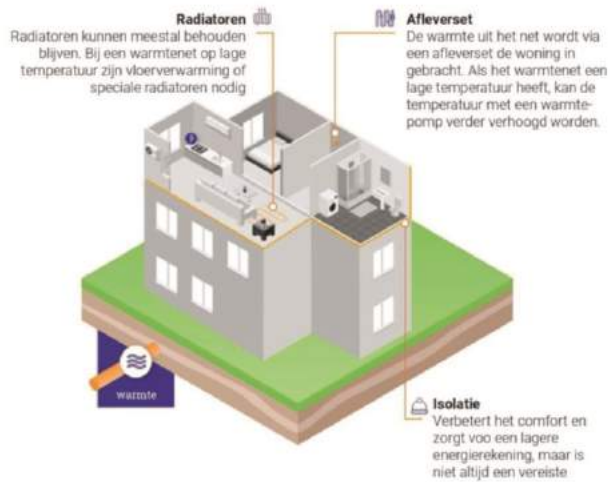 Radiatoren
Radiatoren kunnen meestal behouden
blijven. Bij een warmtenet op lage
temperatuur zijn vloerverwarming of
speciale radiatoren nodig
Afleverset
De warmte uit het net wordt via
een afleverset de woning in
gebracht. Als het warmtenet een
lage temperatuur heeft, kan de
temperatuur met een warmte-
pomp verder verhoogd worden.
warmte
Isolatie
Verbetert het comfort en
zorgt voo een lagere
energierekening, maar is
niet altijd een vereiste